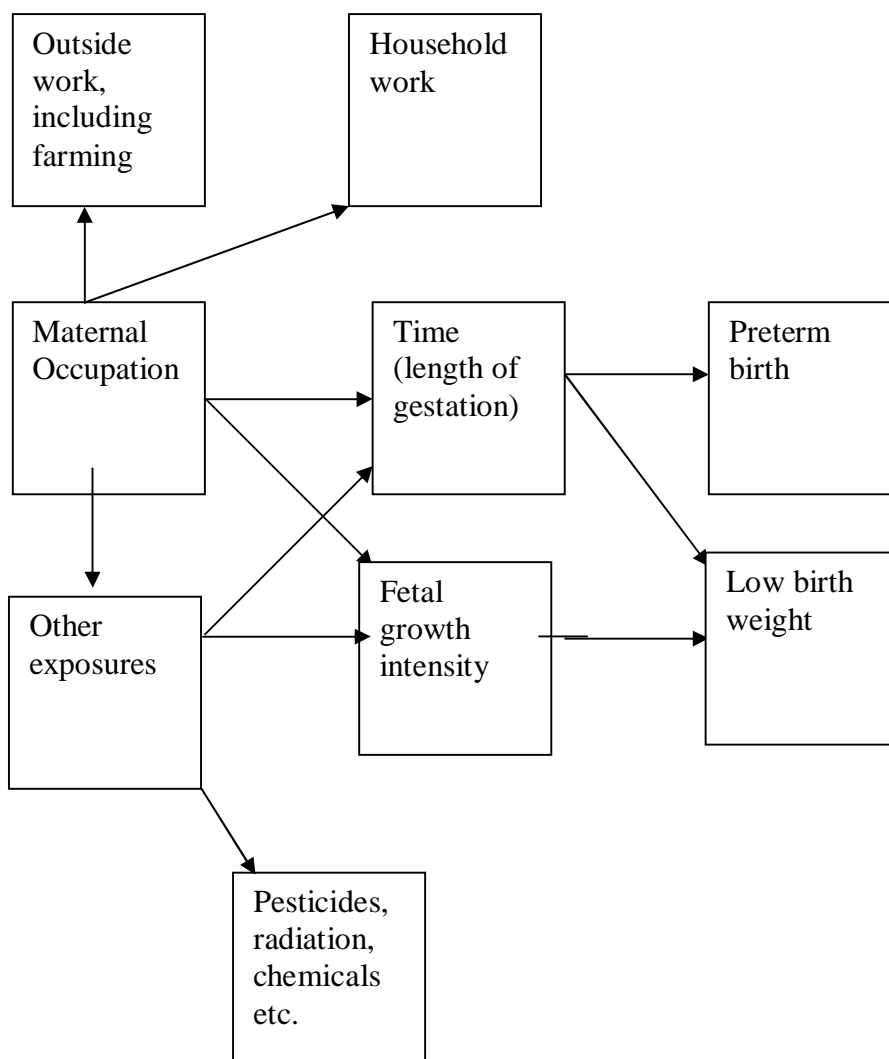 Outside
work,
including
farming
Household
work
Maternal
Occupation
Time
(length of
gestation)
Preterm
birth
Other
exposures
Fetal
growth
intensity
Low birth
weight
Pesticides,
radiation,
chemicals
etc.